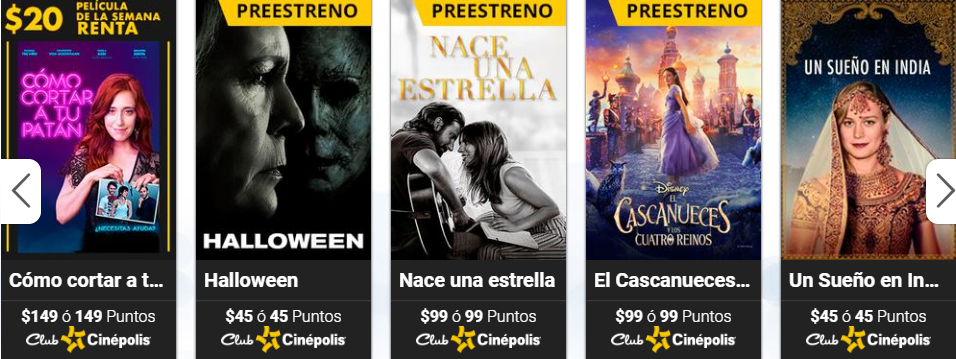 $20 PELÍCULA
DE LA SEMANA
RENTA
CÓMO
CORTAR
A TU
PATÁN
¿NECESITAS AYUDA?
Cómo cortar a t...
$149 ó 149 Puntos
Club Cinépolis
PREESTRENO
HALLOWEEN
Halloween
$45 ó 45 Puntos
Club Cinépolis
PREESTRENO
NACE
UNA
ESTRELLA
Nace una estrella
$99 ó 99 Puntos
Club Cinépolis
PREESTRENO
Disney
EL
CASCANUECES
Y LOS
CUATRO REINOS
El Cascanueces...
$99 ó 99 Puntos
Club Cinépolis
UN SUEÑO EN INDIA
Un Sueño en In...
$45 ó 45 Puntos
Club Cinépolis